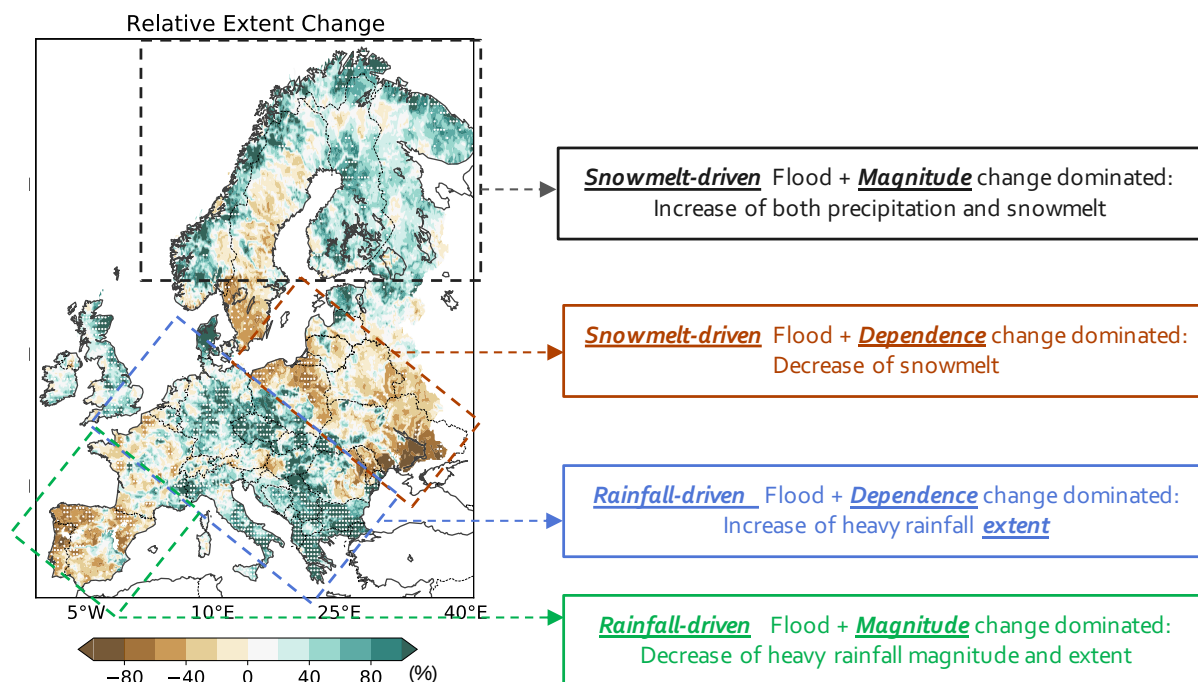 Relative Extent Change
Snowmelt-driven Flood + Magnitude change dominated:
Increase of both precipitation and snowmelt
Snowmelt-driven Flood + Dependence change dominated:
Decrease of snowmelt
Rainfall-driven Flood + Dependence change dominated:
Increase of heavy rainfall extent
Rainfall-driven Flood + Magnitude change dominated:
Decrease of heavy rainfall magnitude and extent
5°W 10°E 25°E 40°E
−80 −40 0 40 80 (%)